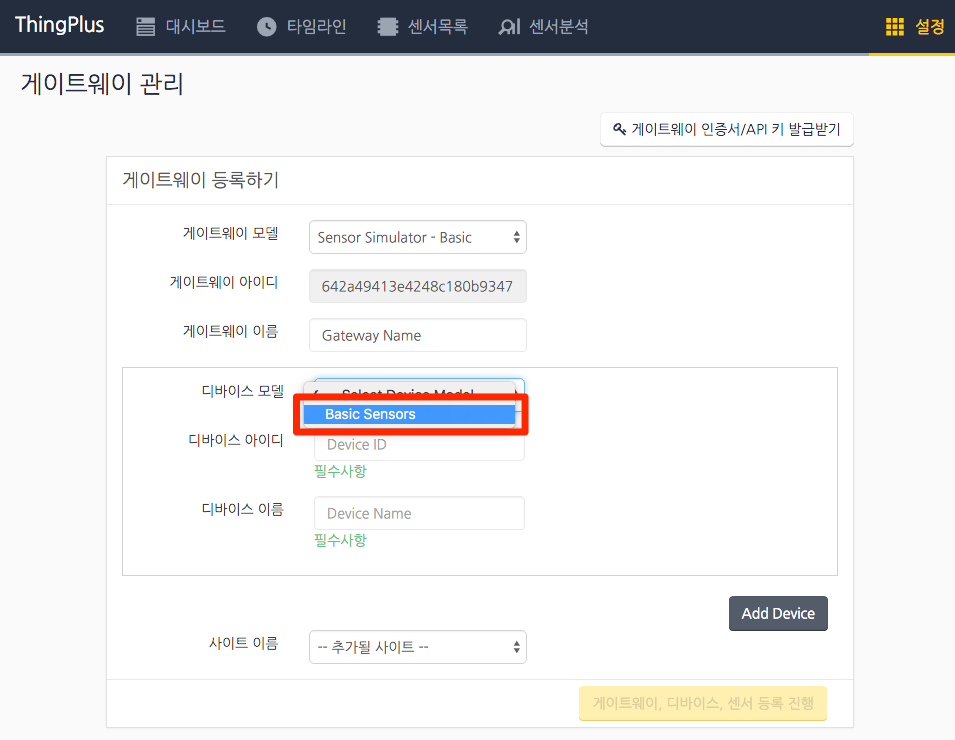 ThingPlus 대시보드 타임라인 센서목록 센서분석 설정
게이트웨이 관리
게이트웨이 인증서/API 키 발급받기
게이트웨이 등록하기
게이트웨이 모델 Sensor Simulator - Basic
게이트웨이 아이디 642a49413e4248c180b9347
게이트웨이 이름 Gateway Name
디바이스 모델 Select Device Model
Basic Sensors
디바이스 아이디 Device ID
필수사항
디바이스 이름 Device Name
필수사항
Add Device
사이트 이름 -- 추가될 사이트 --
게이트웨이, 디바이스, 센서 등록 진행